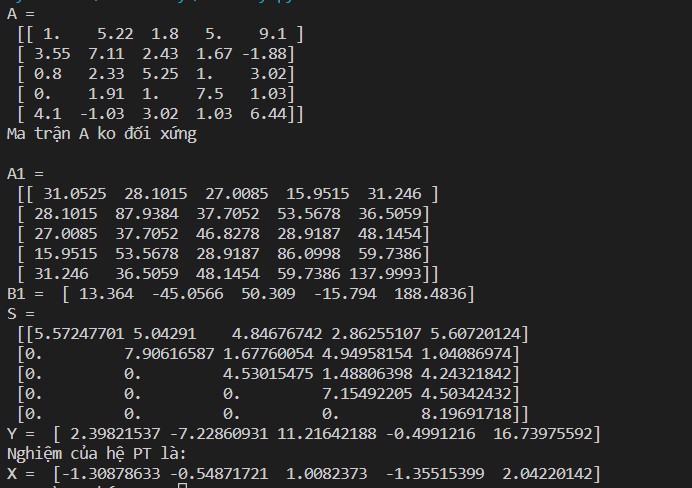 A =
 [[ 1.    5.22  1.8   5.    9.1 ]
 [ 3.55  7.11  2.43  1.67 -1.88]
 [ 0.8   2.33  5.25  1.    3.02]
 [ 0.    1.91  1.    7.5   1.03]
 [ 4.1  -1.03  3.02  1.03  6.44]]
Ma trận A ko đối xứng
A1 =
 [[ 31.0525  28.1015  27.0085  15.9515  31.246 ]
 [ 28.1015  87.9384  37.7052  53.5678  36.5059]
 [ 27.0085  37.7052  46.8278  28.9187  48.1454]
 [ 15.9515  53.5678  28.9187  86.0998  59.7386]
 [ 31.246   36.5059  48.1454  59.7386 137.9993]]
B1 =  [ 13.364  -45.0566  50.309  -15.794  188.4836]
S =
 [[5.57247701 5.04291    4.84676742 2.86255107 5.60720124]
 [0.         7.90616587 1.67760054 4.94958154 1.04086974]
 [0.         0.         4.53015475 1.48806398 4.24321842]
 [0.         0.         0.         7.15492205 4.50342432]
 [0.         0.         0.         0.         8.19691718]]
Y =  [ 2.39821537 -7.22860931 11.21642188 -0.4991216  16.73975592]
Nghiệm của hệ PT là:
X =  [-1.30878633 -0.54871721  1.0082373  -1.35515399  2.04220142]